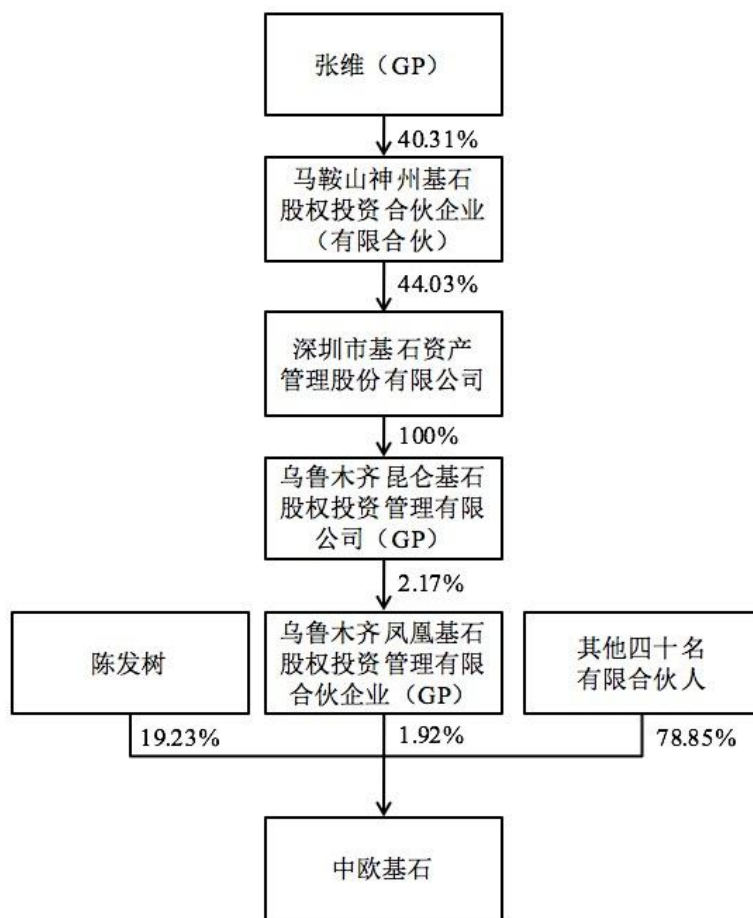 张维（GP）
40.31%
马鞍山神州基石
股权投资合伙企业
（有限合伙）
44.03%
深圳市基石资产
管理股份有限公司
100%
乌鲁木齐昆仑基石
股权投资管理有限
公司（GP）
2.17%
陈发树
乌鲁木齐凤凰基石
股权投资管理有限
合伙企业（GP）
其他四十名
有限合伙人
19.23%
1.92%
78.85%
中欧基石